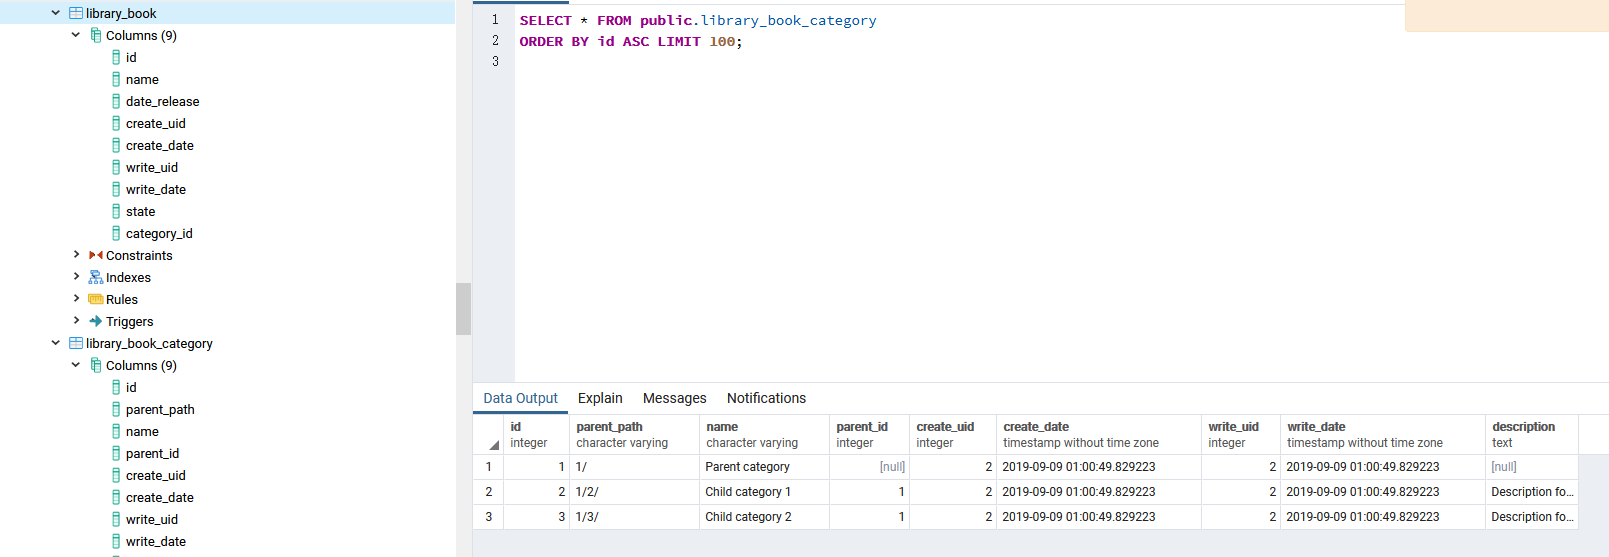 library_book
Columns (9)
id
name
date_release
create_uid
create_date
write_uid
write_date
state
category_id
Constraints
Indexes
Rules
Triggers
library_book_category
Columns (9)
id
parent_path
name
parent_id
create_uid
create_date
write_uid
write_date
1 SELECT * FROM public.library_book_category
2 ORDER BY id ASC LIMIT 100;
3
Data Output Explain Messages Notifications
id parent_path name parent_id create_uid create_date write_uid write_date description
integer character varying character varying integer integer timestamp without time zone integer timestamp without time zone text
1 1 1/ Parent category [null] 2 2019-09-09 01:00:49.829223 2 2019-09-09 01:00:49.829223 [null]
2 2 1/2/ Child category 1 1 2 2019-09-09 01:00:49.829223 2 2019-09-09 01:00:49.829223 Description fo...
3 3 1/3/ Child category 2 1 2 2019-09-09 01:00:49.829223 2 2019-09-09 01:00:49.829223 Description fo...